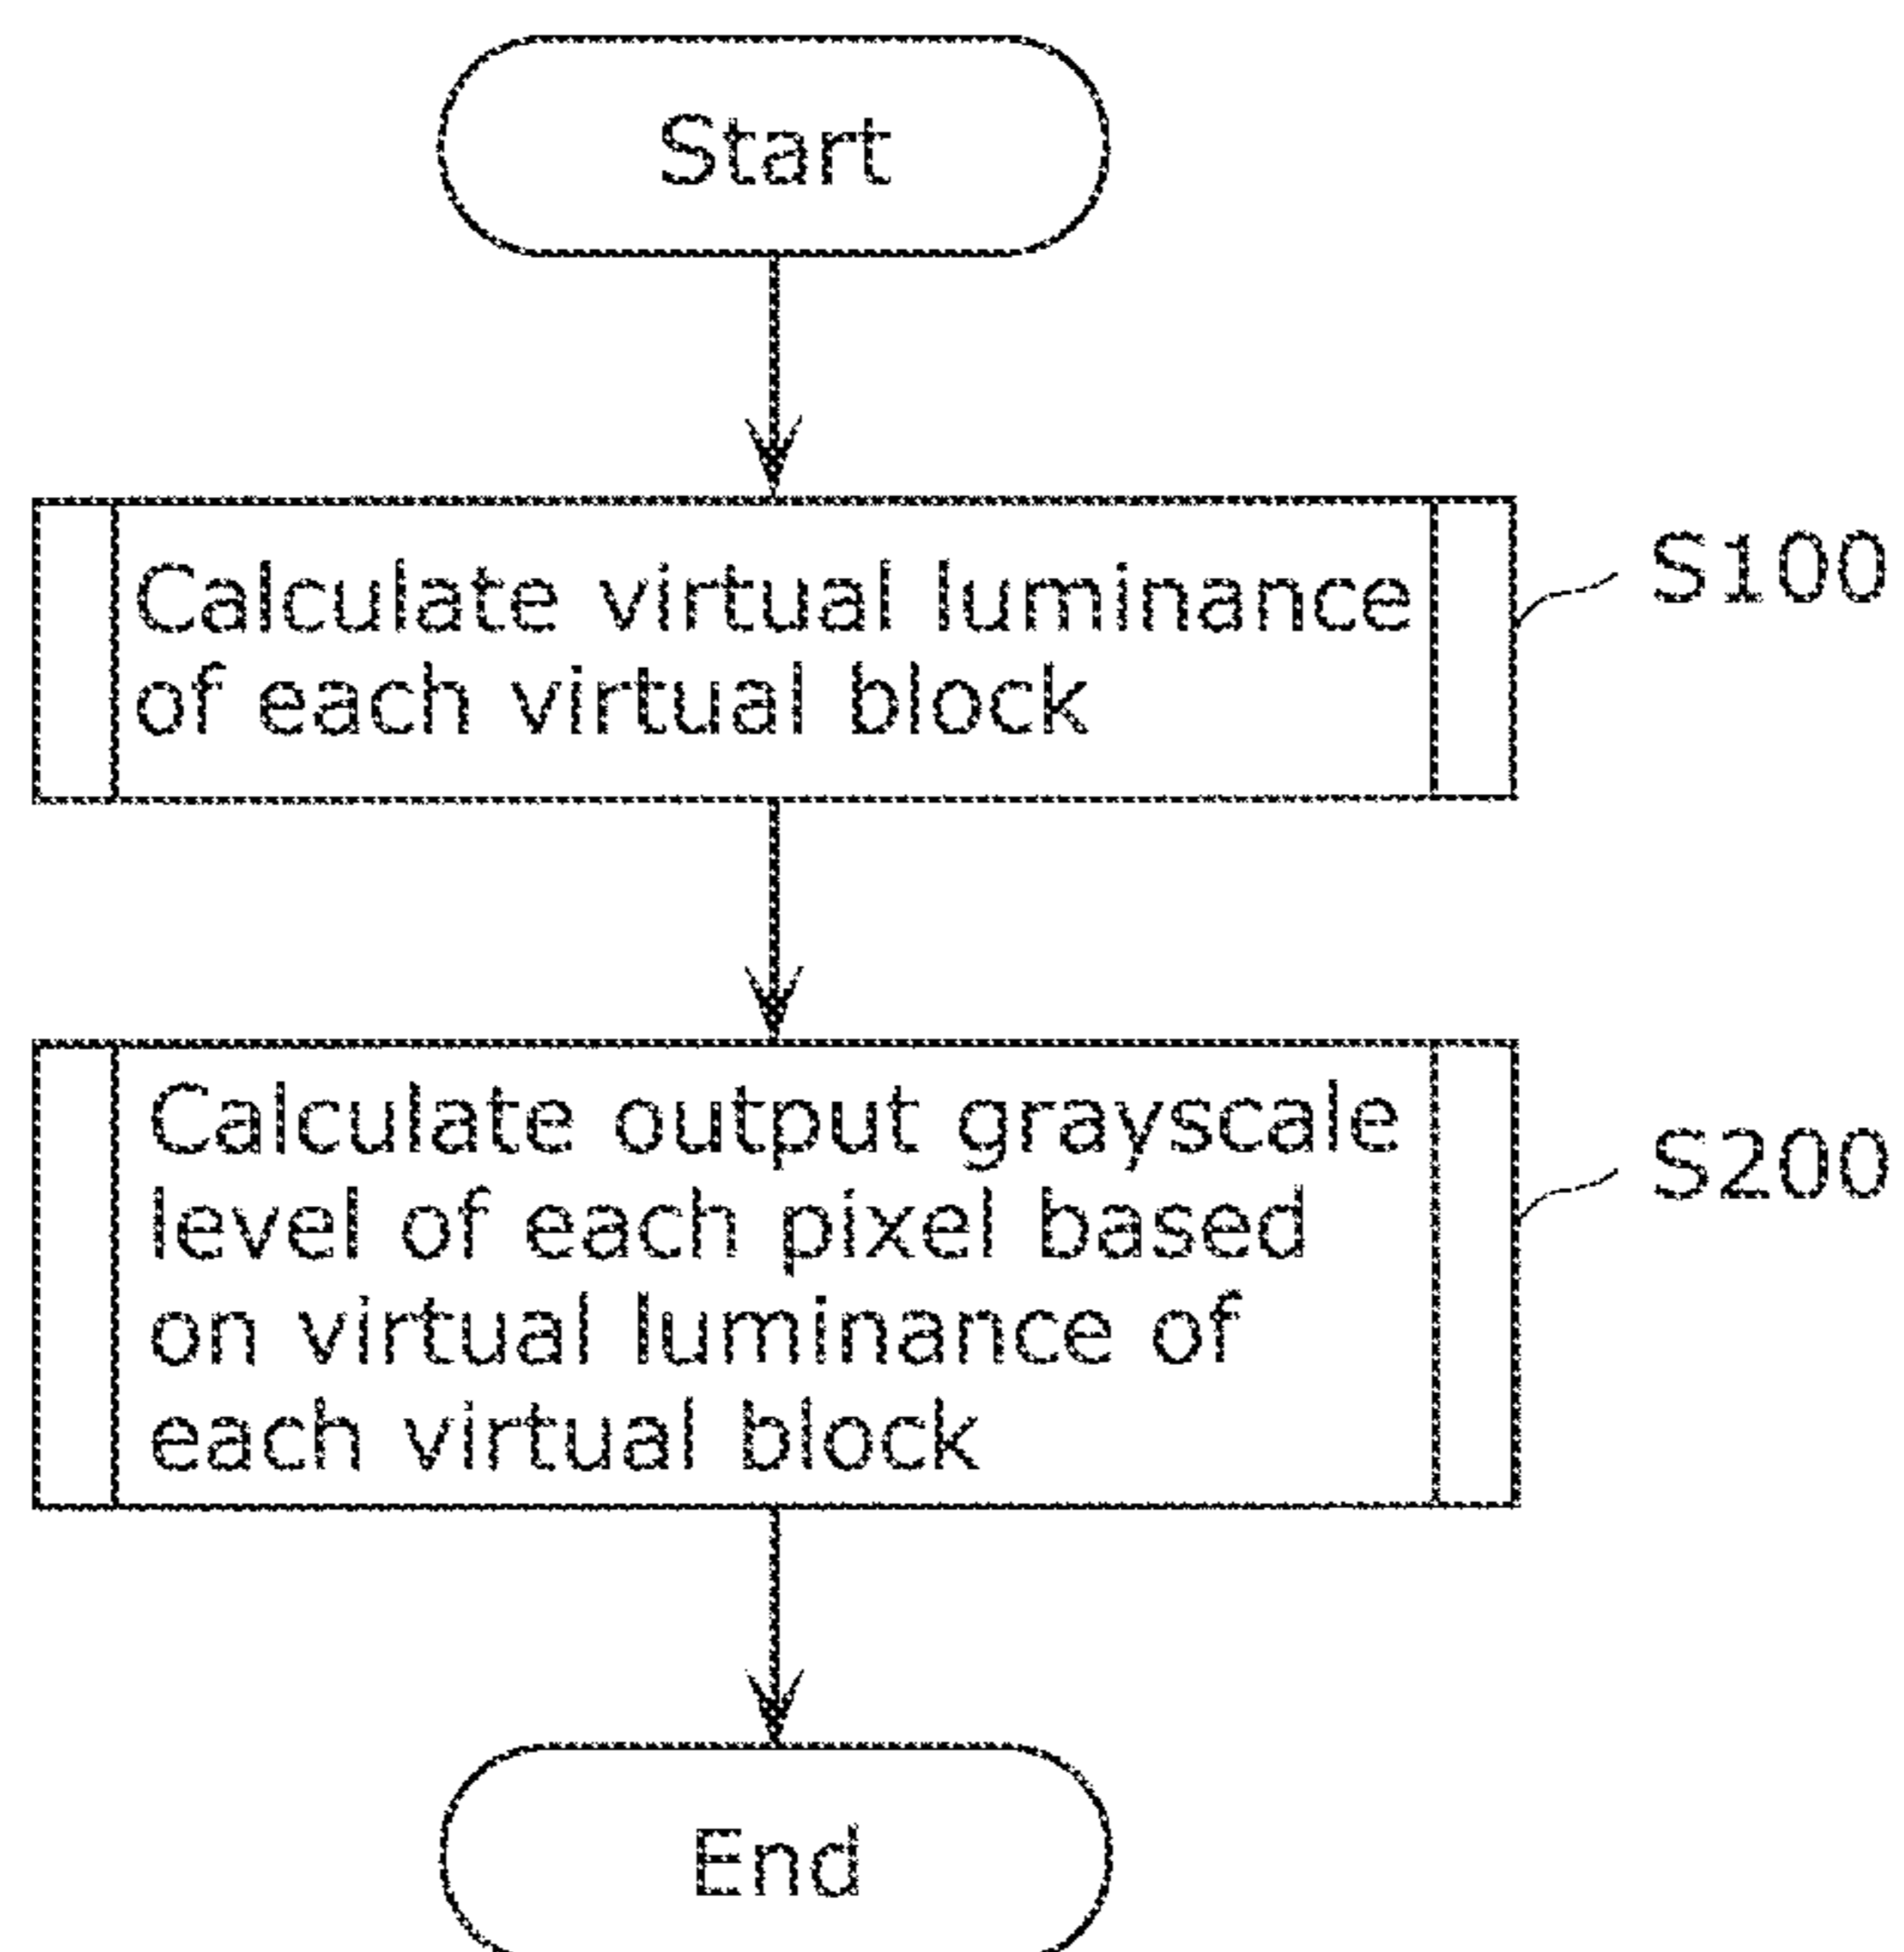 Start
Calculate virtual luminance
of each virtual block
S100
Calculate output grayscale
level of each pixel based
on virtual luminance of
each virtual block
S200
End